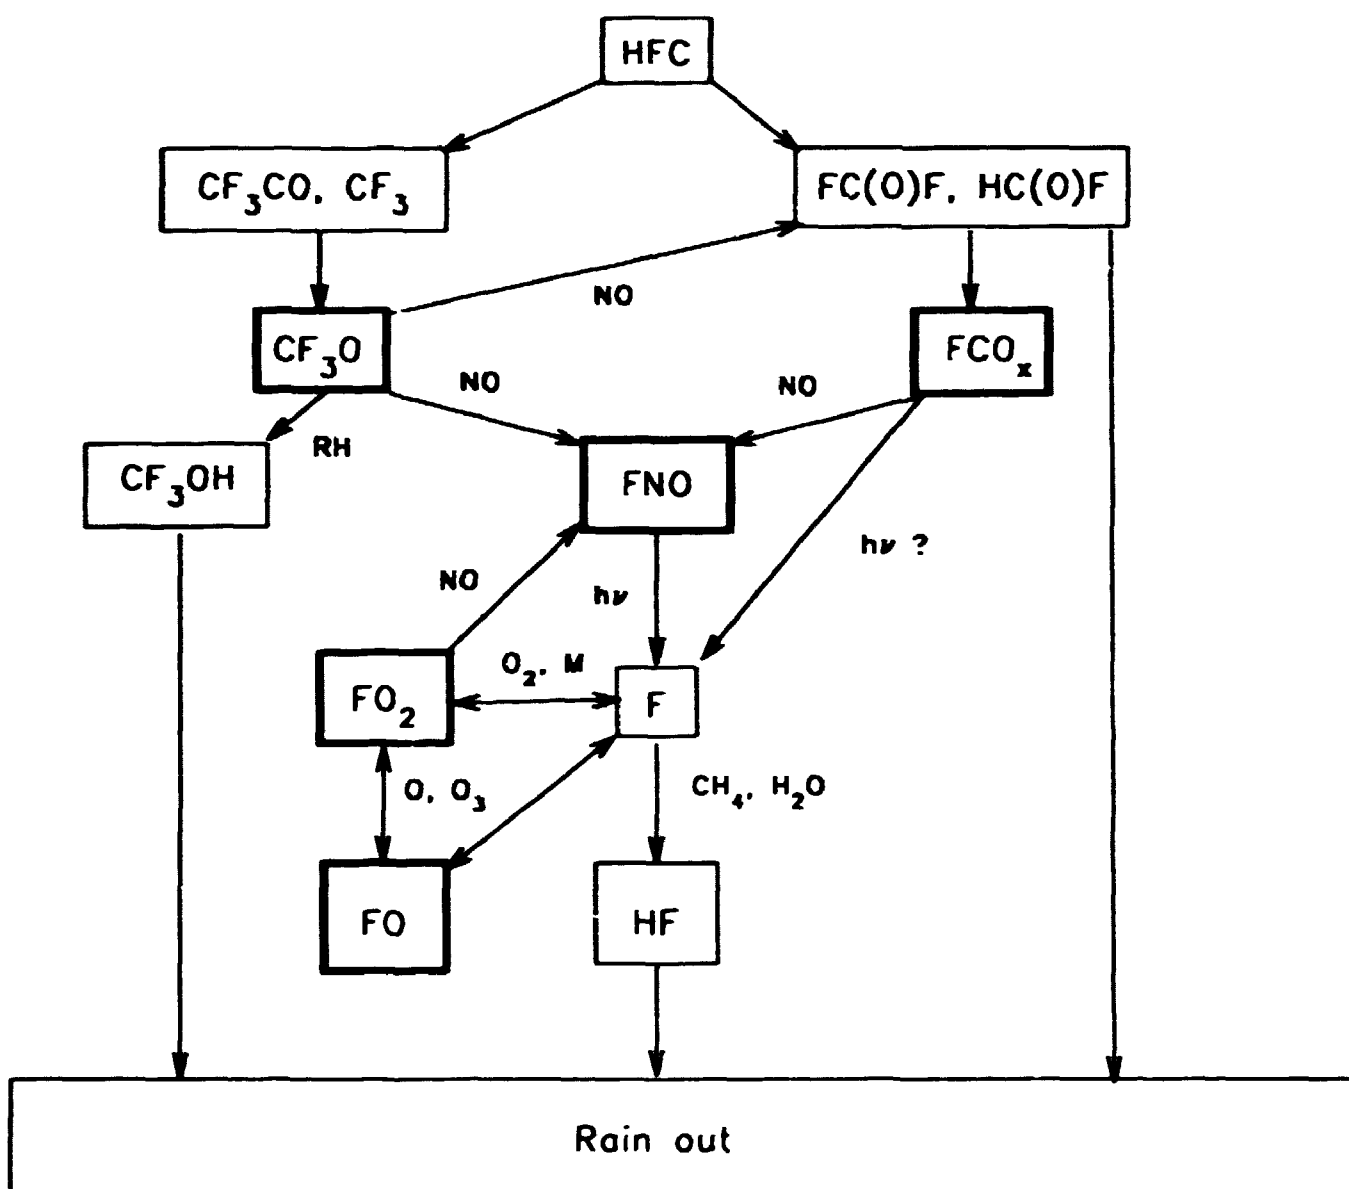 HFC
CF₃CO, CF₃
FC(O)F, HC(O)F
NO
CF₃O
FCOₓ
NO
NO
RH
CF₃OH
FNO
hν ?
NO
hν
O₂, M
FO₂
F
O, O₃
CH₄, H₂O
FO
HF
Rain out